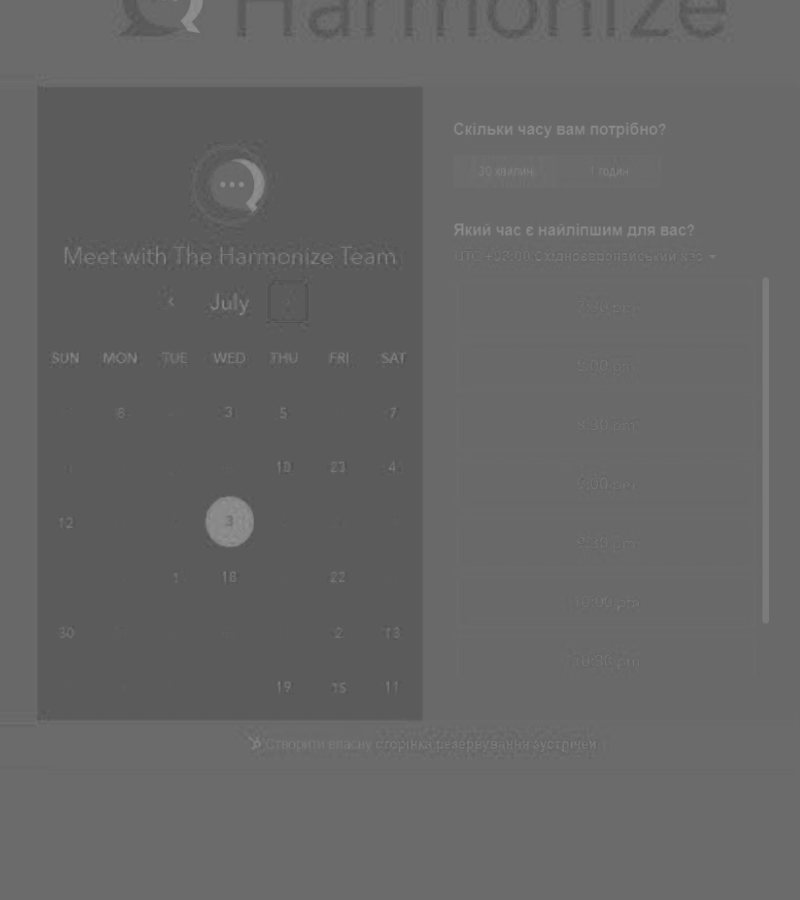 Harmonize
Скільки часу вам потрібно?
30 хвилин
1 годин
Який час є найліпшим для вас?
UTC +02:00 Східноєвропейський час
Meet with The Harmonize Team
July
SUN MON TUE WED THU FRI SAT
7:30 pm
8:00 pm
8:30 pm
9:00 pm
9:30 pm
10:00 pm
10:30 pm
6 3 5 7
10 23 4
12 3
1 18 22
30 2 13
19 15 11
Створити власну сторінку резервування зустрічей